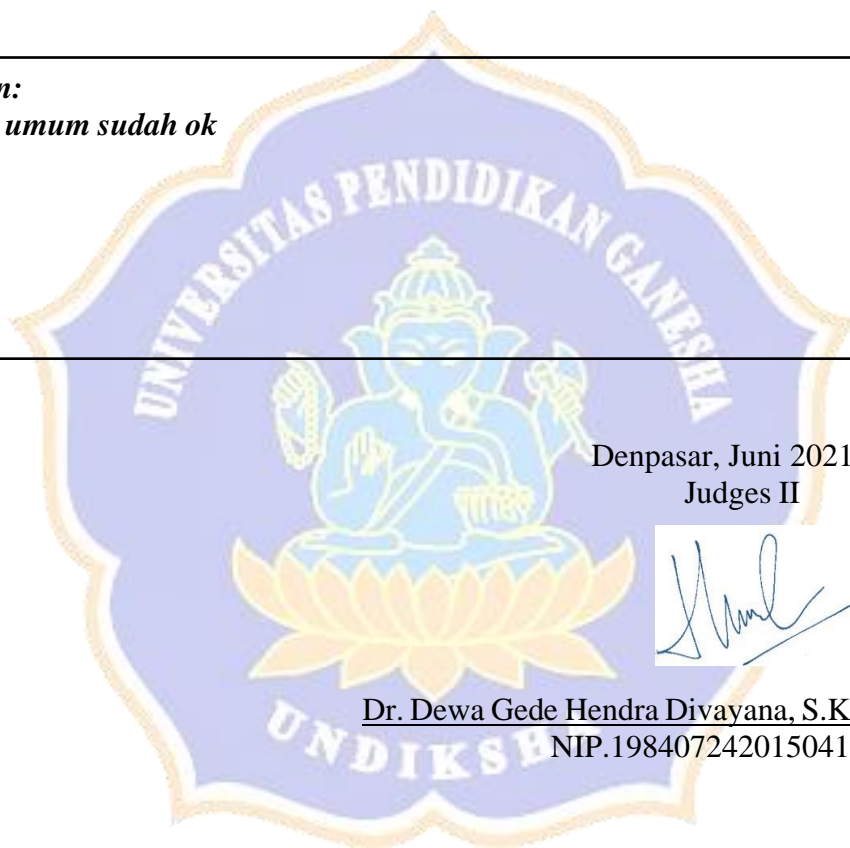 n:
umum sudah ok
UNIVERSITAS PENDIDIKAN GANESHA
Denpasar, Juni 2021
Judges II
Dr. Dewa Gede Hendra Divayana, S.K
NIP.198407242015041
UNDIKSHA